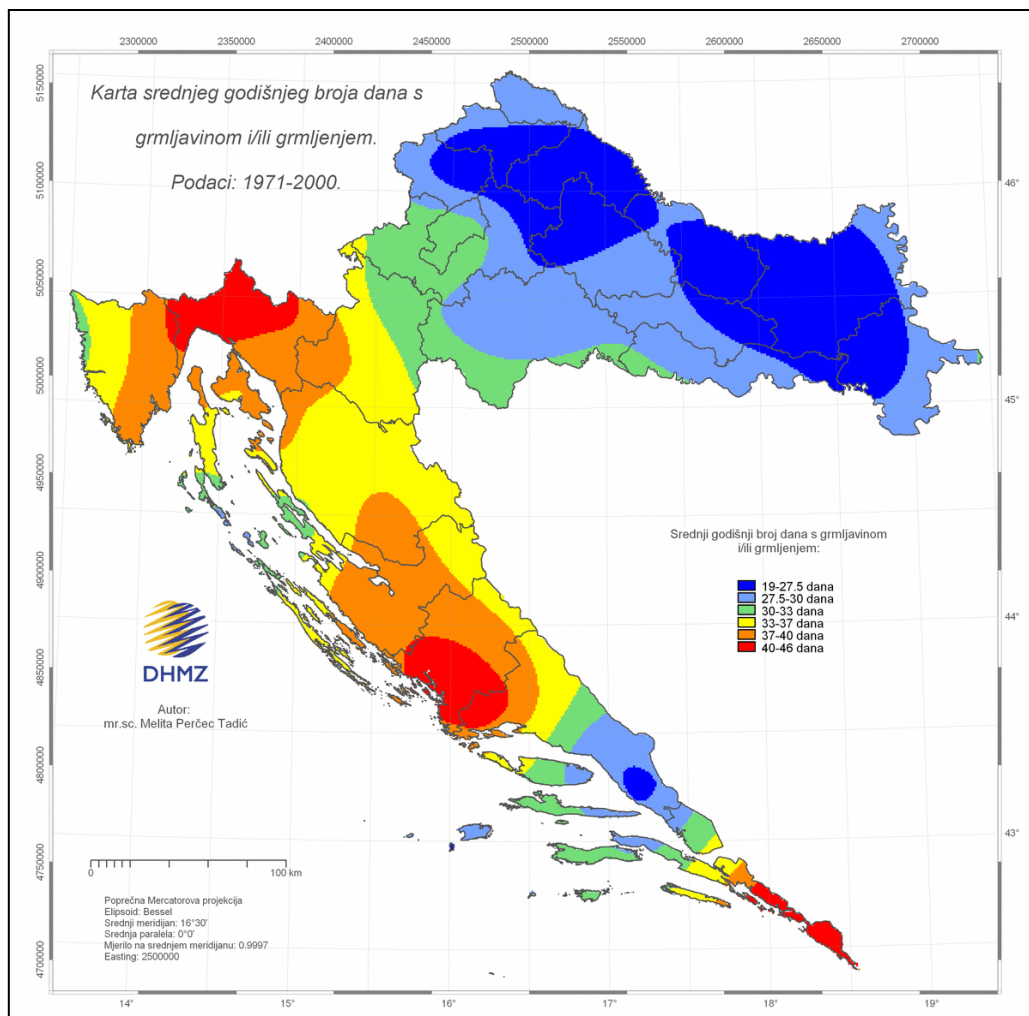 2300000 2350000 2400000 2450000 2500000 2550000 2600000 2650000 2700000
Karta srednjeg godišnjeg broja dana s
grmljavinom i/ili grmljenjem.
Podaci: 1971-2000.
5150000
5100000
5050000
5000000
4950000
4900000
4850000
4800000
4750000
4700000
46°
45°
44°
43°
Srednji godišnji broj dana s grmljavinom
i/ili grmljenjem:
19-27.5 dana
27.5-30 dana
30-33 dana
33-37 dana
37-40 dana
40-46 dana
DHMZ
Autor:
mr.sc. Melita Perčec Tadić
0 100 km
Poprečna Mercatorova projekcija
Elipsoid: Bessel
Srednji meridijan: 16°30'
Srednja paralela: 0°0'
Mjerilo na srednjem meridijanu: 0.9997
Easting: 2500000
14° 15° 16° 17° 18° 19°